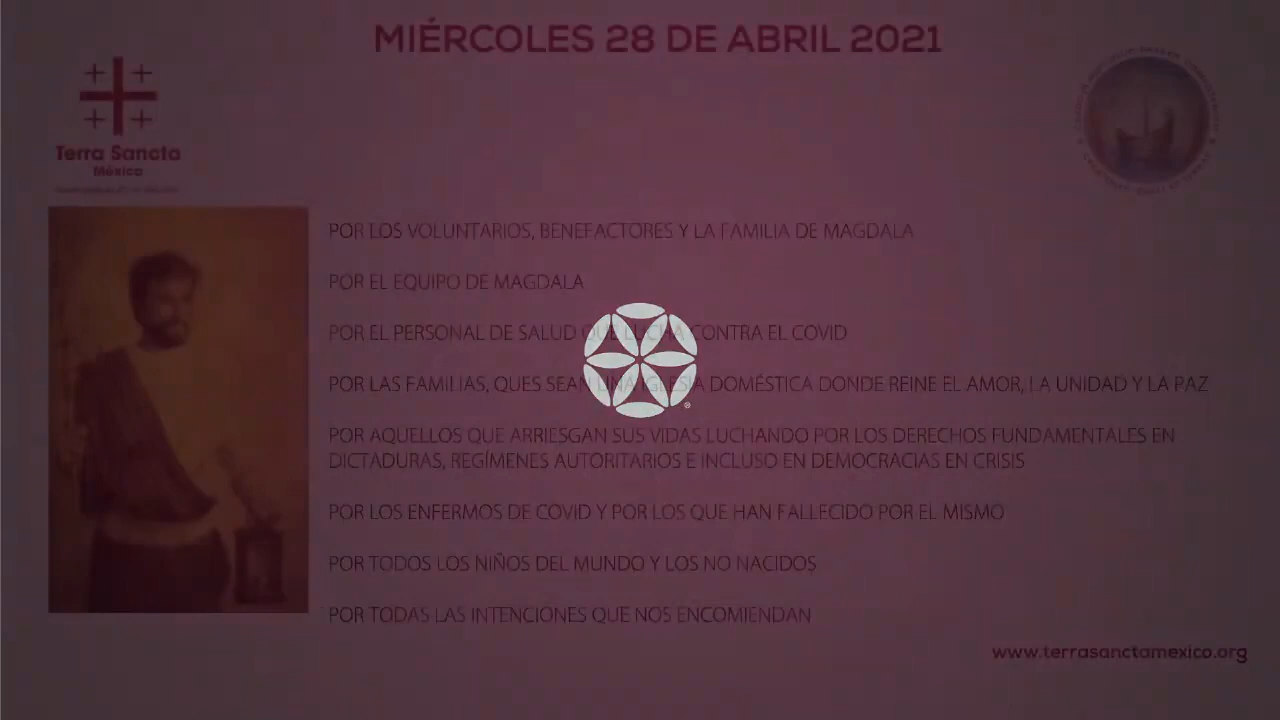 MIÉRCOLES 28 DE ABRIL 2021
Terra Sancta
México
POR LOS VOLUNTARIOS, BENEFACTORES Y LA FAMILIA DE MAGDALA
POR EL EQUIPO DE MAGDALA
POR EL PERSONAL DE SALUD QUE LUCHA CONTRA EL COVID
POR LAS FAMILIAS, QUES SEAN UNA IGLESIA DOMÉSTICA DONDE REINE EL AMOR, LA UNIDAD Y LA PAZ
POR AQUELLOS QUE ARRIESGAN SUS VIDAS LUCHANDO POR LOS DERECHOS FUNDAMENTALES EN
DICTADURAS, REGÍMENES AUTORITARIOS E INCLUSO EN DEMOCRACIAS EN CRISIS
POR LOS ENFERMOS DE COVID Y POR LOS QUE HAN FALLECIDO POR EL MISMO
POR TODOS LOS NIÑOS DEL MUNDO Y LOS NO NACIDOS
POR TODAS LAS INTENCIONES QUE NOS ENCOMIENDAN
www.terrasanctamexico.org
®